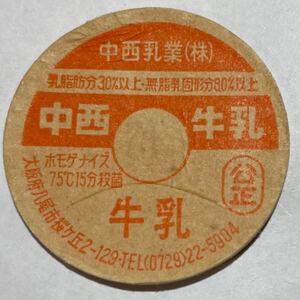 中西乳業(株)
乳脂肪分3.0%以上・無脂乳固形分8.0%以上
中西 牛乳
ホモゲナイズ
75℃15分殺菌
公正
牛乳
大阪府八尾市桜ケ丘2-129・TEL(0729)22-5904